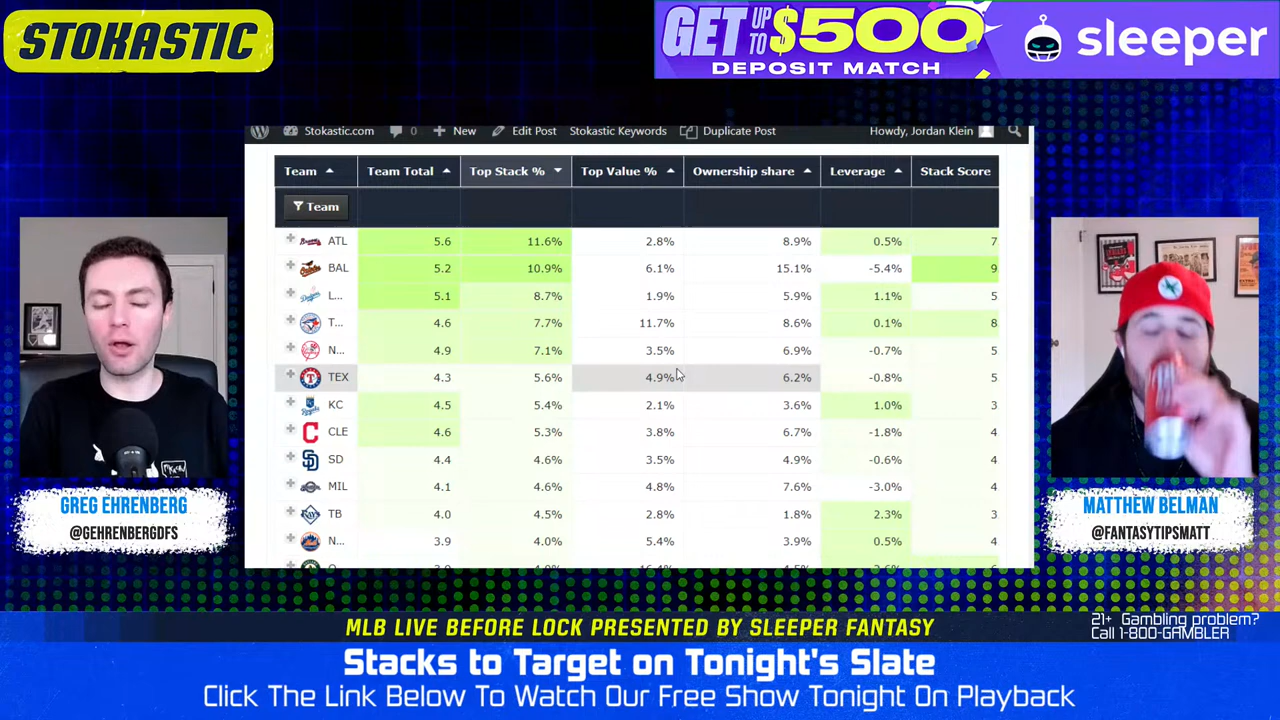 STOKASTIC
GET UP TO $500
DEPOSIT MATCH
sleeper
Stokastic.com 0 New Edit Post Stokastic Keywords Duplicate Post Howdy, Jordan Klein
Team Team Total Top Stack % Top Value % Ownership share Leverage Stack Score
Team
ATL 5.6 11.6% 2.8% 8.9% 0.5% 7
BAL 5.2 10.9% 6.1% 15.1% -5.4% 9
L... 5.1 8.7% 1.9% 5.9% 1.1% 5
T... 4.6 7.7% 11.7% 8.6% 0.1% 8
N... 4.9 7.1% 3.5% 6.9% -0.7% 5
TEX 4.3 5.6% 4.9% 6.2% -0.8% 5
KC 4.5 5.4% 2.1% 3.6% 1.0% 3
CLE 4.6 5.3% 3.8% 6.7% -1.8% 4
SD 4.4 4.6% 3.5% 4.9% -0.6% 4
MIL 4.1 4.6% 4.8% 7.6% -3.0% 4
TB 4.0 4.5% 2.8% 1.8% 2.3% 3
N... 3.9 4.0% 5.4% 3.9% 0.5% 4
GREG EHRENBERG
@GEHRENBERGDFS
MATTHEW BELMAN
@FANTASYTIPSMATT
MLB LIVE BEFORE LOCK PRESENTED BY SLEEPER FANTASY
21+ Gambling problem?
Call 1-800-GAMBLER
Stacks to Target on Tonight's Slate
Click The Link Below To Watch Our Free Show Tonight On Playback